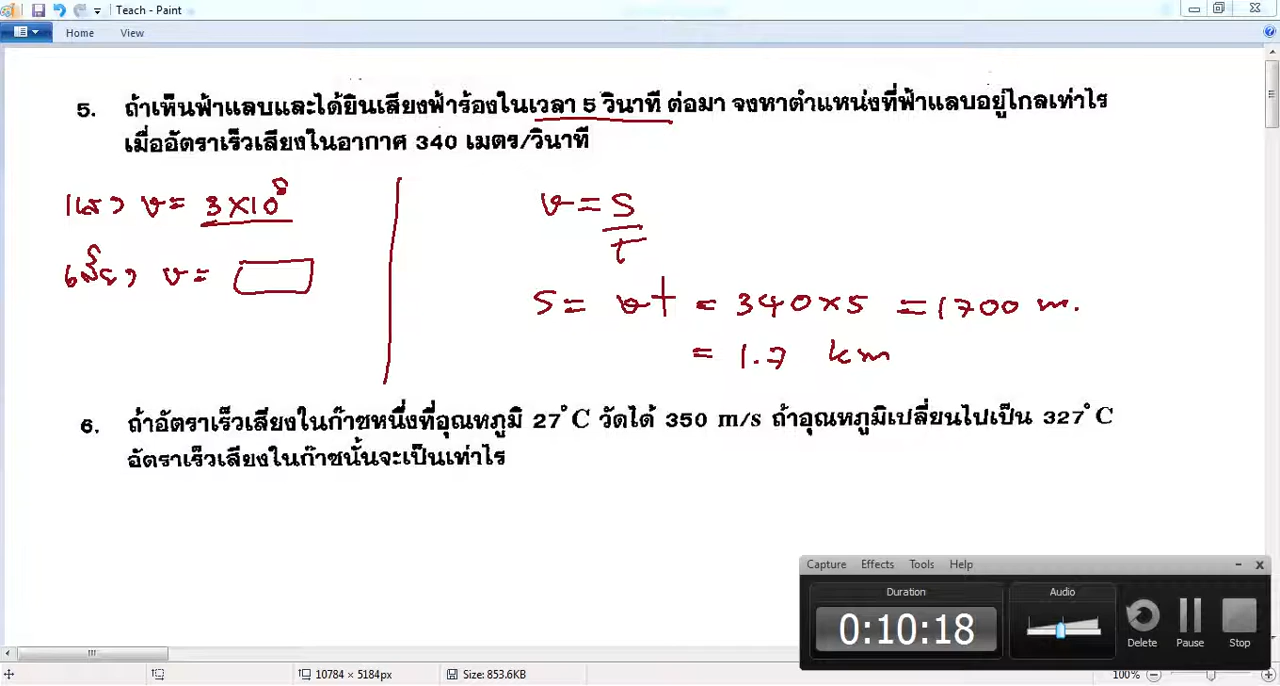 Teach - Paint
Home View
5. ถ้าเห็นฟ้าแลบและได้ยินเสียงฟ้าร้องในเวลา 5 วินาที ต่อมา จงหาตำแหน่งที่ฟ้าแลบอยู่ไกลเท่าไร
เมื่ออัตราเร็วเสียงในอากาศ 340 เมตร/วินาที
แสง v = 3×10⁸
เสียง v =
v = S/t
S = vt = 340×5 = 1700 m.
= 1.7 km
6. ถ้าอัตราเร็วเสียงในก๊าซหนึ่งที่อุณหภูมิ 27°C วัดได้ 350 m/s ถ้าอุณหภูมิเปลี่ยนไปเป็น 327°C
อัตราเร็วเสียงในก๊าซนั้นจะเป็นเท่าไร
Capture Effects Tools Help
Duration Audio
0:10:18
Delete Pause Stop
10784 × 5184px Size: 853.6KB 100%